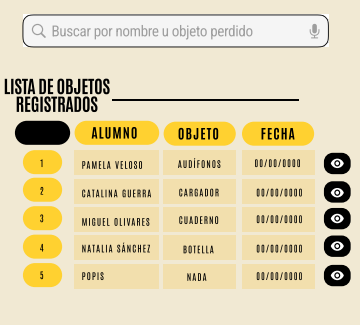 Buscar por nombre u objeto perdido
LISTA DE OBJETOS
REGISTRADOS
ALUMNO OBJETO FECHA
1 PAMELA VELOSO AUDÍFONOS 00/00/0000
2 CATALINA GUERRA CARGADOR 00/00/0000
3 MIGUEL OLIVARES CUADERNO 00/00/0000
4 NATALIA SÁNCHEZ BOTELLA 00/00/0000
5 POPIS NADA 00/00/0000